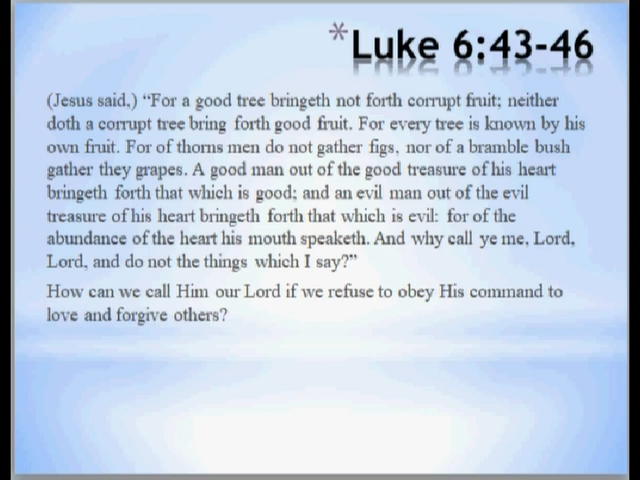 *Luke 6:43-46
(Jesus said,) “For a good tree bringeth not forth corrupt fruit; neither
doth a corrupt tree bring forth good fruit. For every tree is known by his
own fruit. For of thorns men do not gather figs, nor of a bramble bush
gather they grapes. A good man out of the good treasure of his heart
bringeth forth that which is good; and an evil man out of the evil
treasure of his heart bringeth forth that which is evil: for of the
abundance of the heart his mouth speaketh. And why call ye me, Lord,
Lord, and do not the things which I say?”
How can we call Him our Lord if we refuse to obey His command to
love and forgive others?